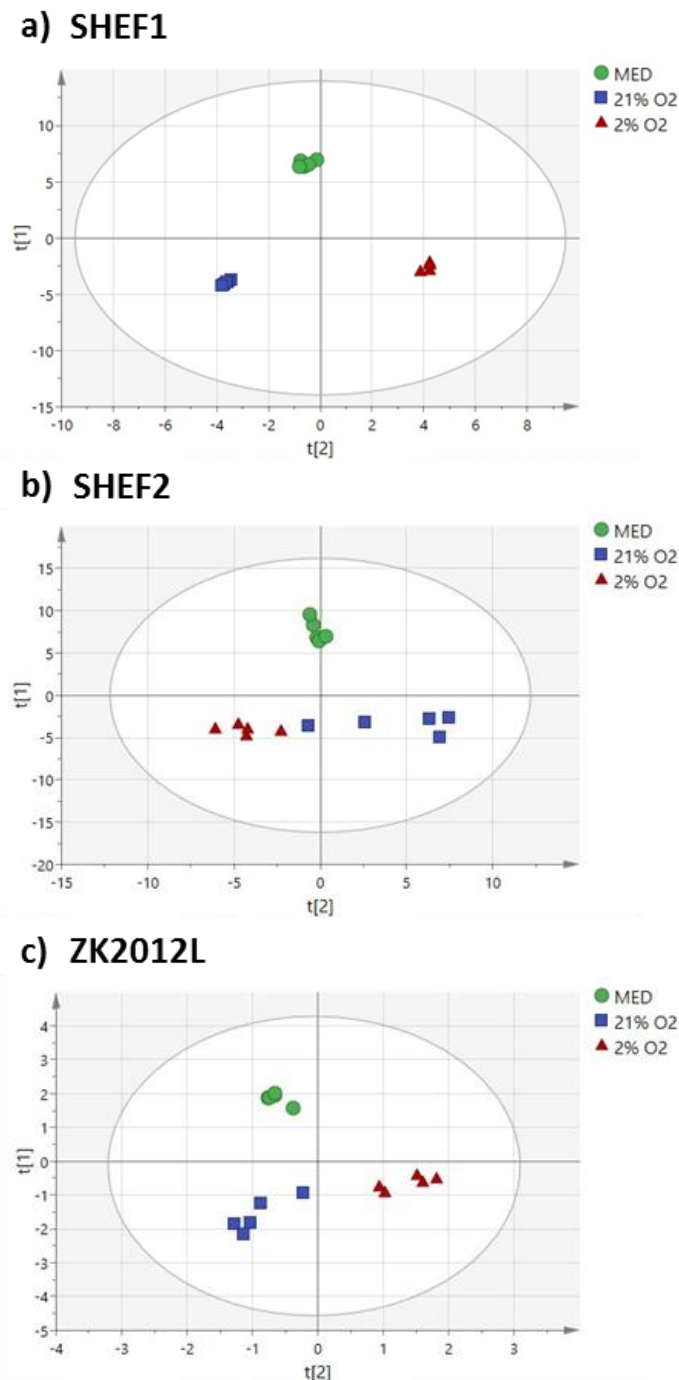 a) SHEF1
MED
21% O2
2% O2
10
5
0
-5
-10
-15
t[1]
-10 -8 -6 -4 -2 0 2 4 6 8
t[2]
b) SHEF2
MED
21% O2
2% O2
15
10
5
0
-5
-10
-15
-20
t[1]
-15 -10 -5 0 5 10
t[2]
c) ZK2012L
MED
21% O2
2% O2
4
3
2
1
0
-1
-2
-3
-4
-5
t[1]
-4 -3 -2 -1 0 1 2 3
t[2]